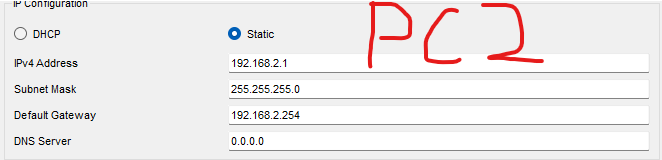 IP Configuration
PC2
DHCP Static
IPv4 Address 192.168.2.1
Subnet Mask 255.255.255.0
Default Gateway 192.168.2.254
DNS Server 0.0.0.0